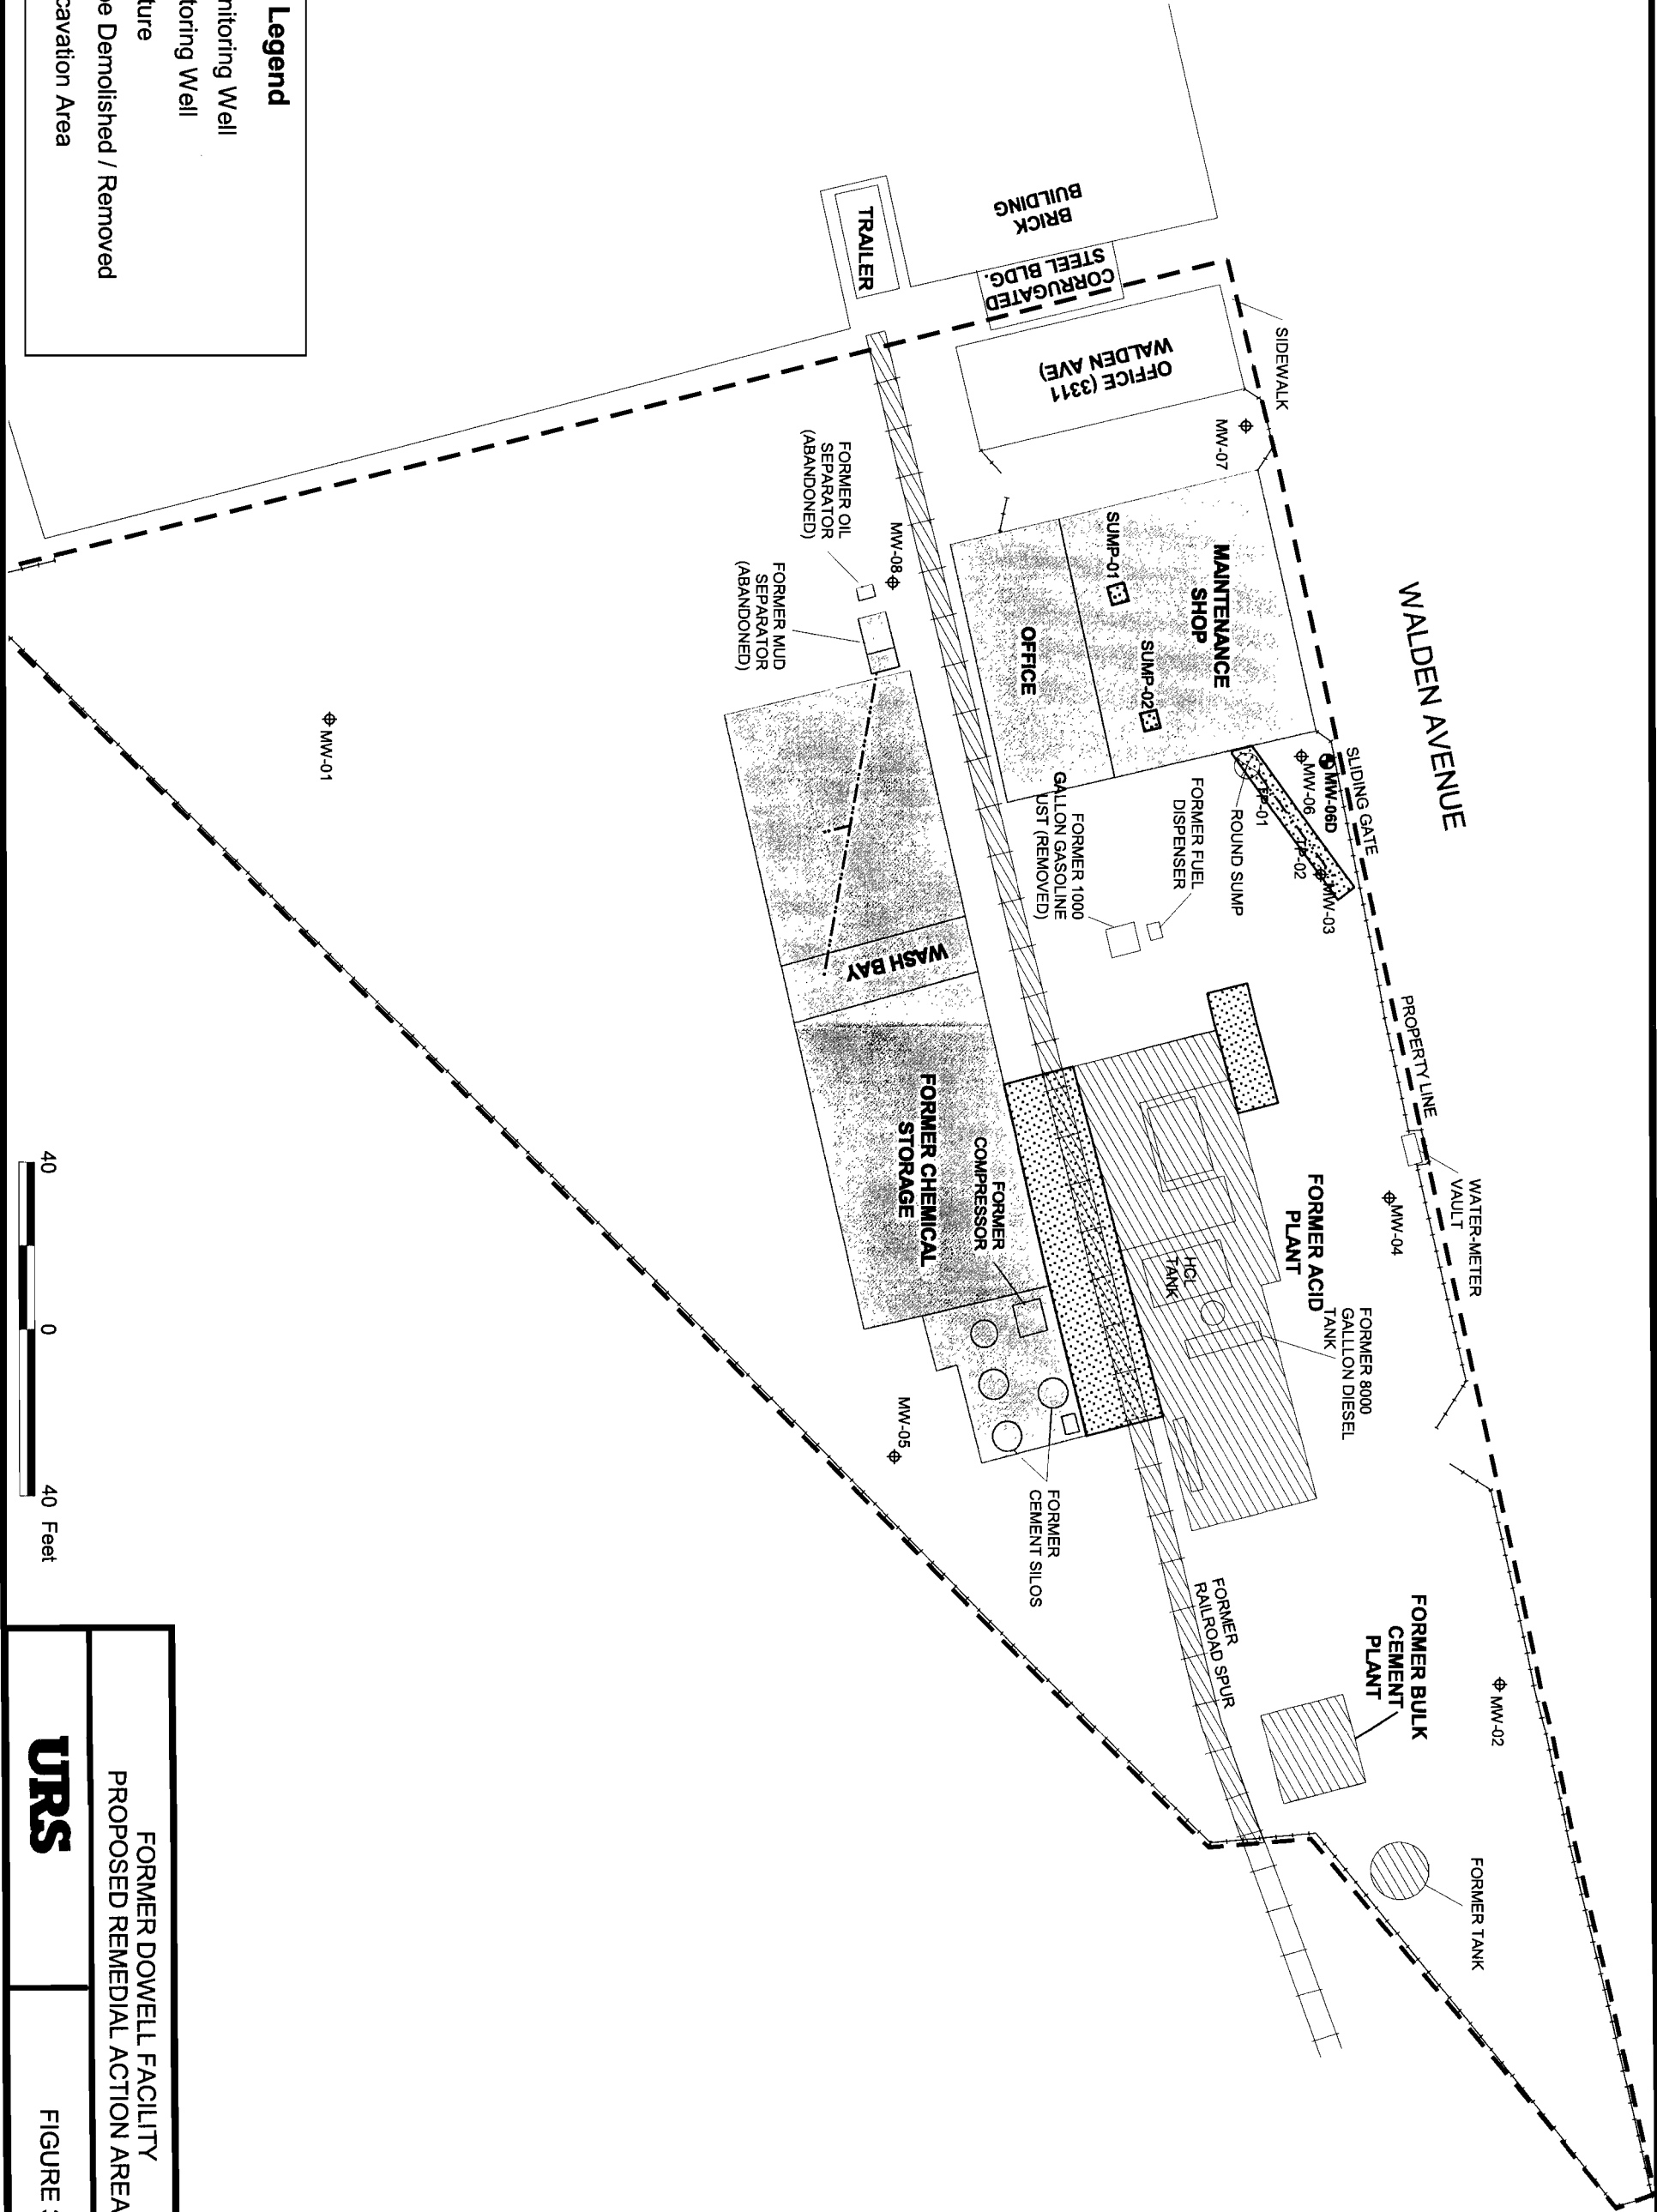 WALDEN AVENUE
SIDEWALK
BRICK
BUILDING
CORRUGATED
STEEL BLDG.
TRAILER
OFFICE (3311
WALDEN AVE)
MW-07
MAINTENANCE
SHOP
SUMP-01
SUMP-02
OFFICE
MW-08
FORMER OIL
SEPARATOR
(ABANDONED)
FORMER MUD
SEPARATOR
(ABANDONED)
SLIDING GATE
MW-06D
MW-06
TP-01
TP-02
MW-03
ROUND SUMP
FORMER FUEL
DISPENSER
FORMER 1000
GALLON GASOLINE
UST (REMOVED)
WASH BAY
PROPERTY LINE
WATER-METER
VAULT
MW-04
FORMER ACID
PLANT
HCL
TANK
FORMER 8000
GALLLON DIESEL
TANK
FORMER CHEMICAL
STORAGE
FORMER
COMPRESSOR
FORMER
CEMENT SILOS
MW-05
MW-01
FORMER
RAILROAD SPUR
FORMER BULK
CEMENT
PLANT
MW-02
FORMER TANK
Legend
nitoring Well
toring Well
ture
be Demolished / Removed
cavation Area
40 0 40 Feet
FORMER DOWELL FACILITY
PROPOSED REMEDIAL ACTION AREA
URS
FIGURE